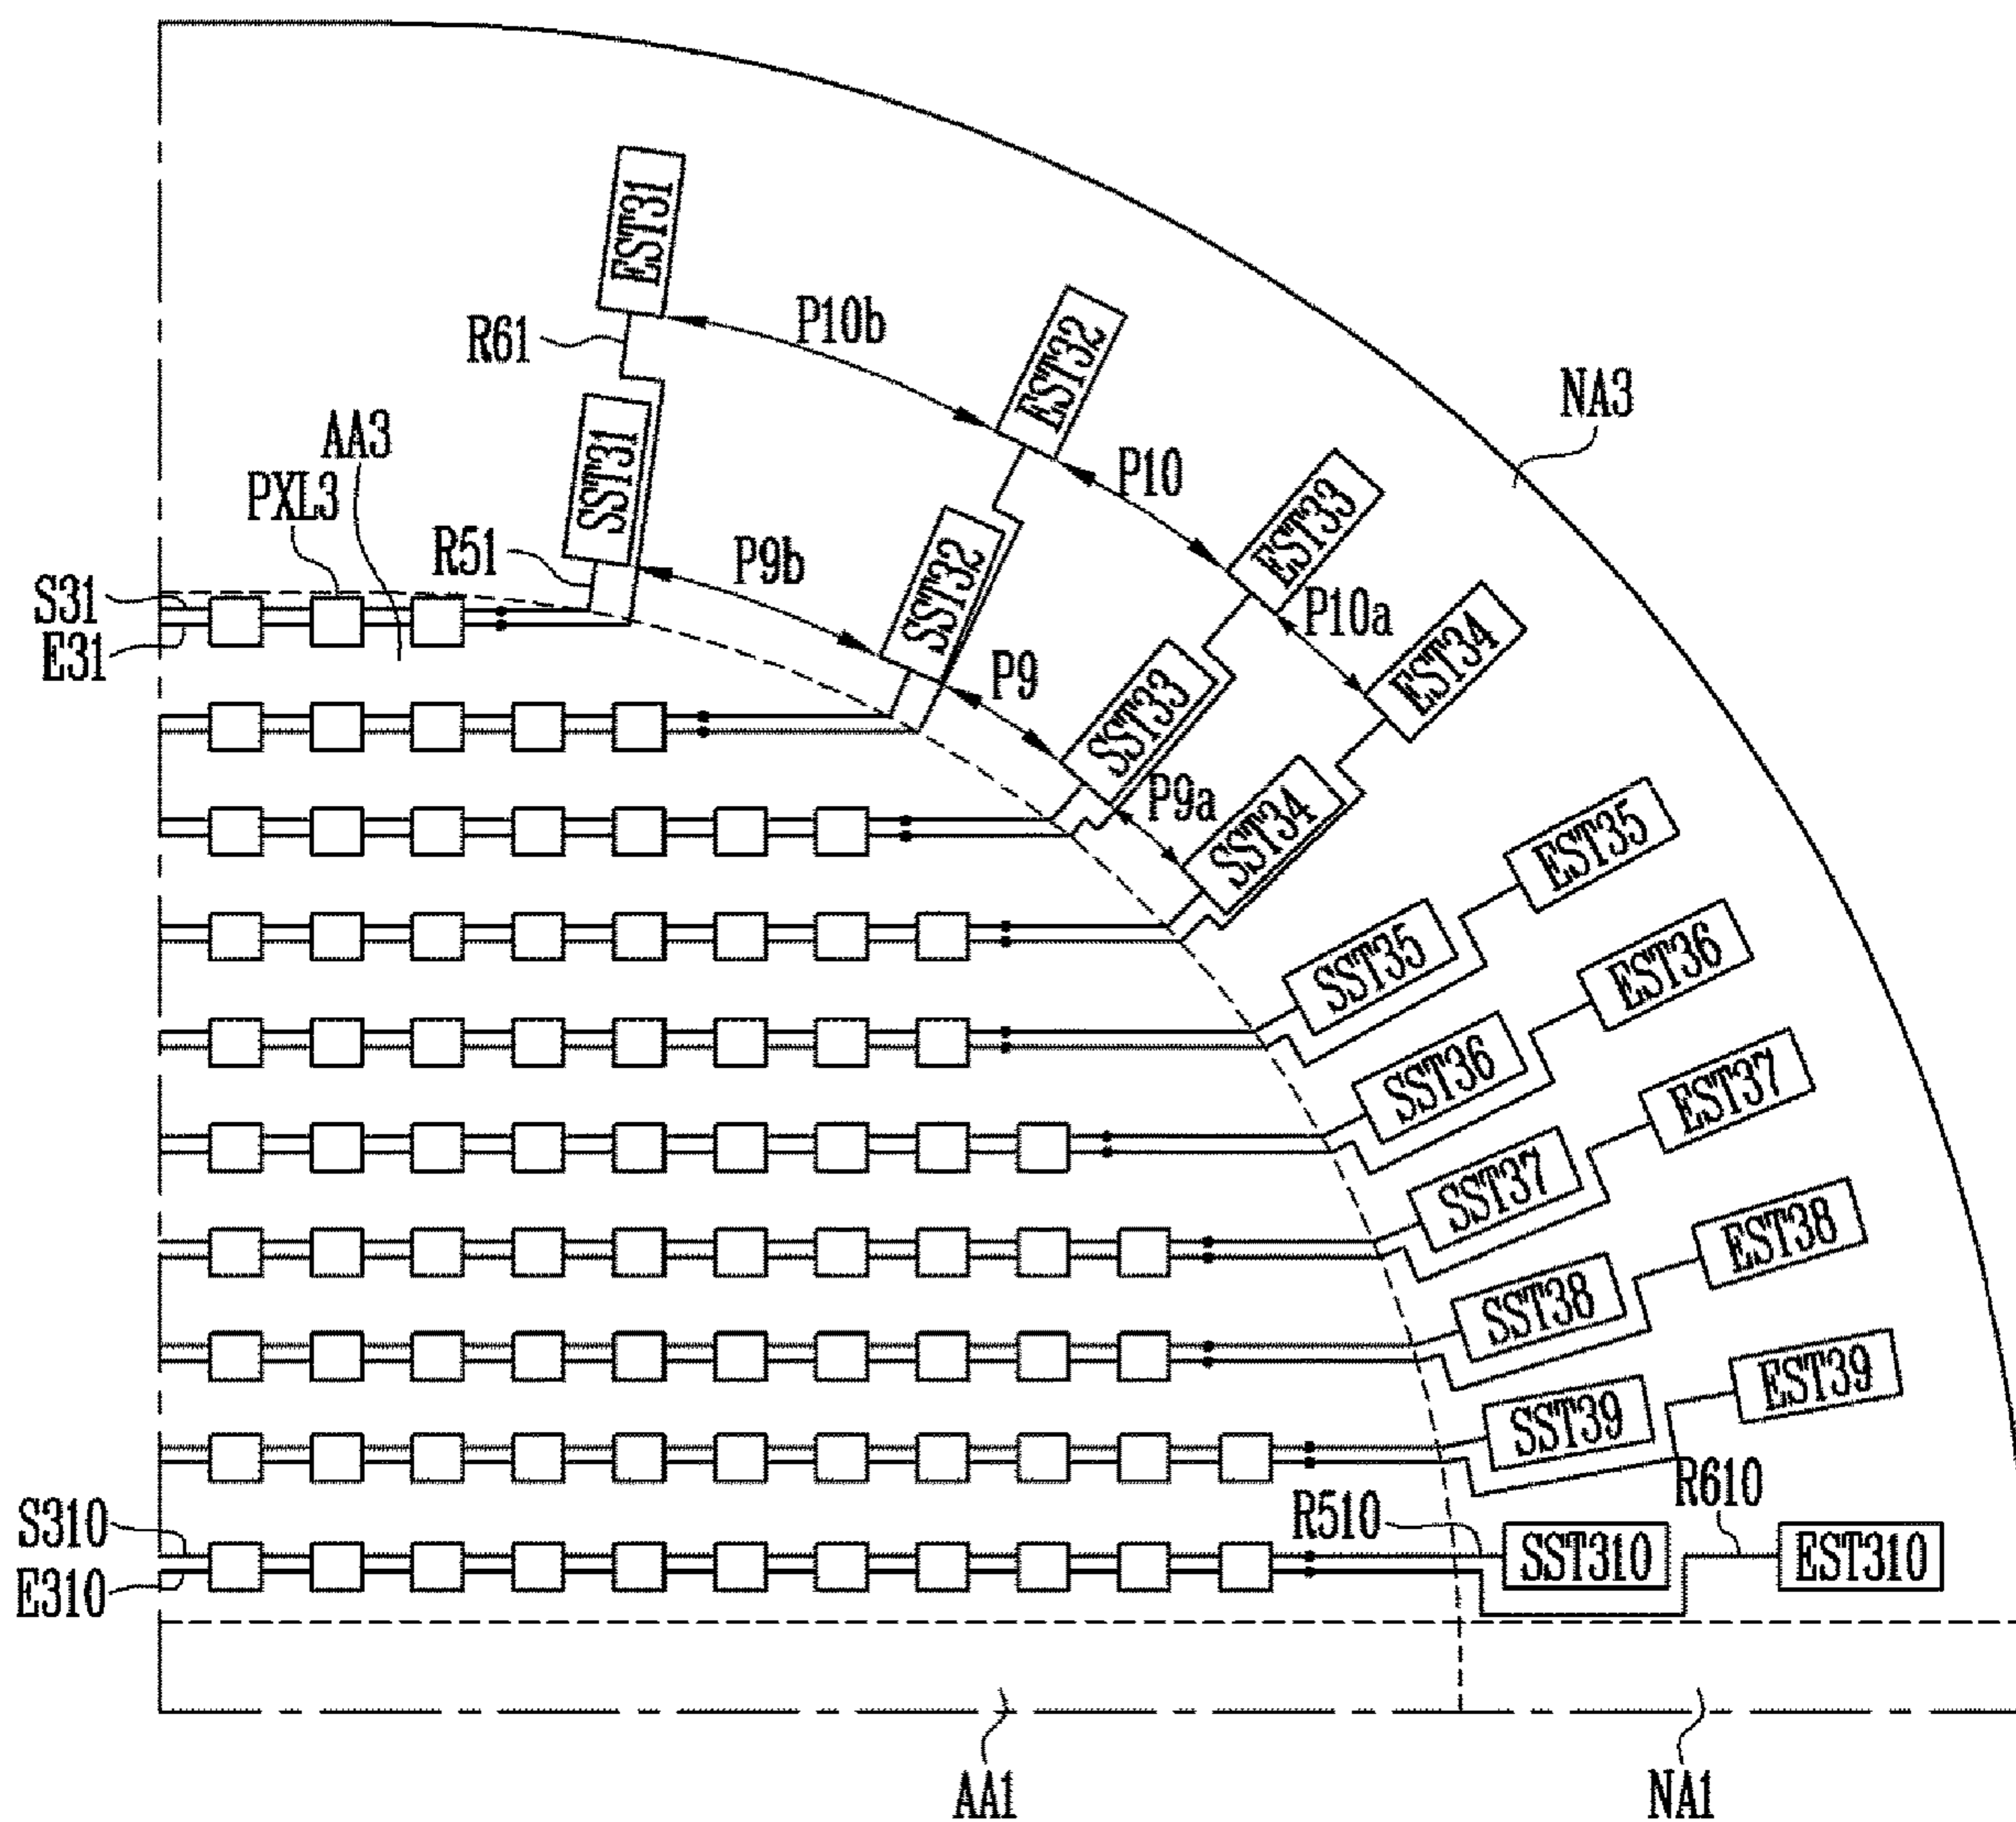 EST31
P10b
R61
EST32
NA3
AA3
SST31
P10
EST33
PXL3
R51
P9b
SST32
P10a
EST34
S31
E31
P9
SST33
P9a
SST34
EST35
SST35
EST36
SST36
EST37
SST37
EST38
SST38
EST39
SST39
R610
S310
R510
SST310
EST310
E310
AA1
NA1